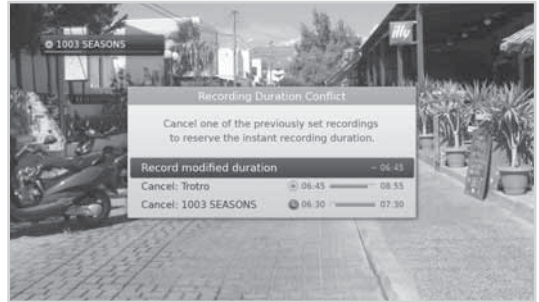 1003 SEASONS
illy
Recording Duration Conflict
Cancel one of the previously set recordings
to reserve the instant recording duration.
Record modified duration ~ 06:45
Cancel: Trotro 06:45 08:55
Cancel: 1003 SEASONS 06:30 07:30